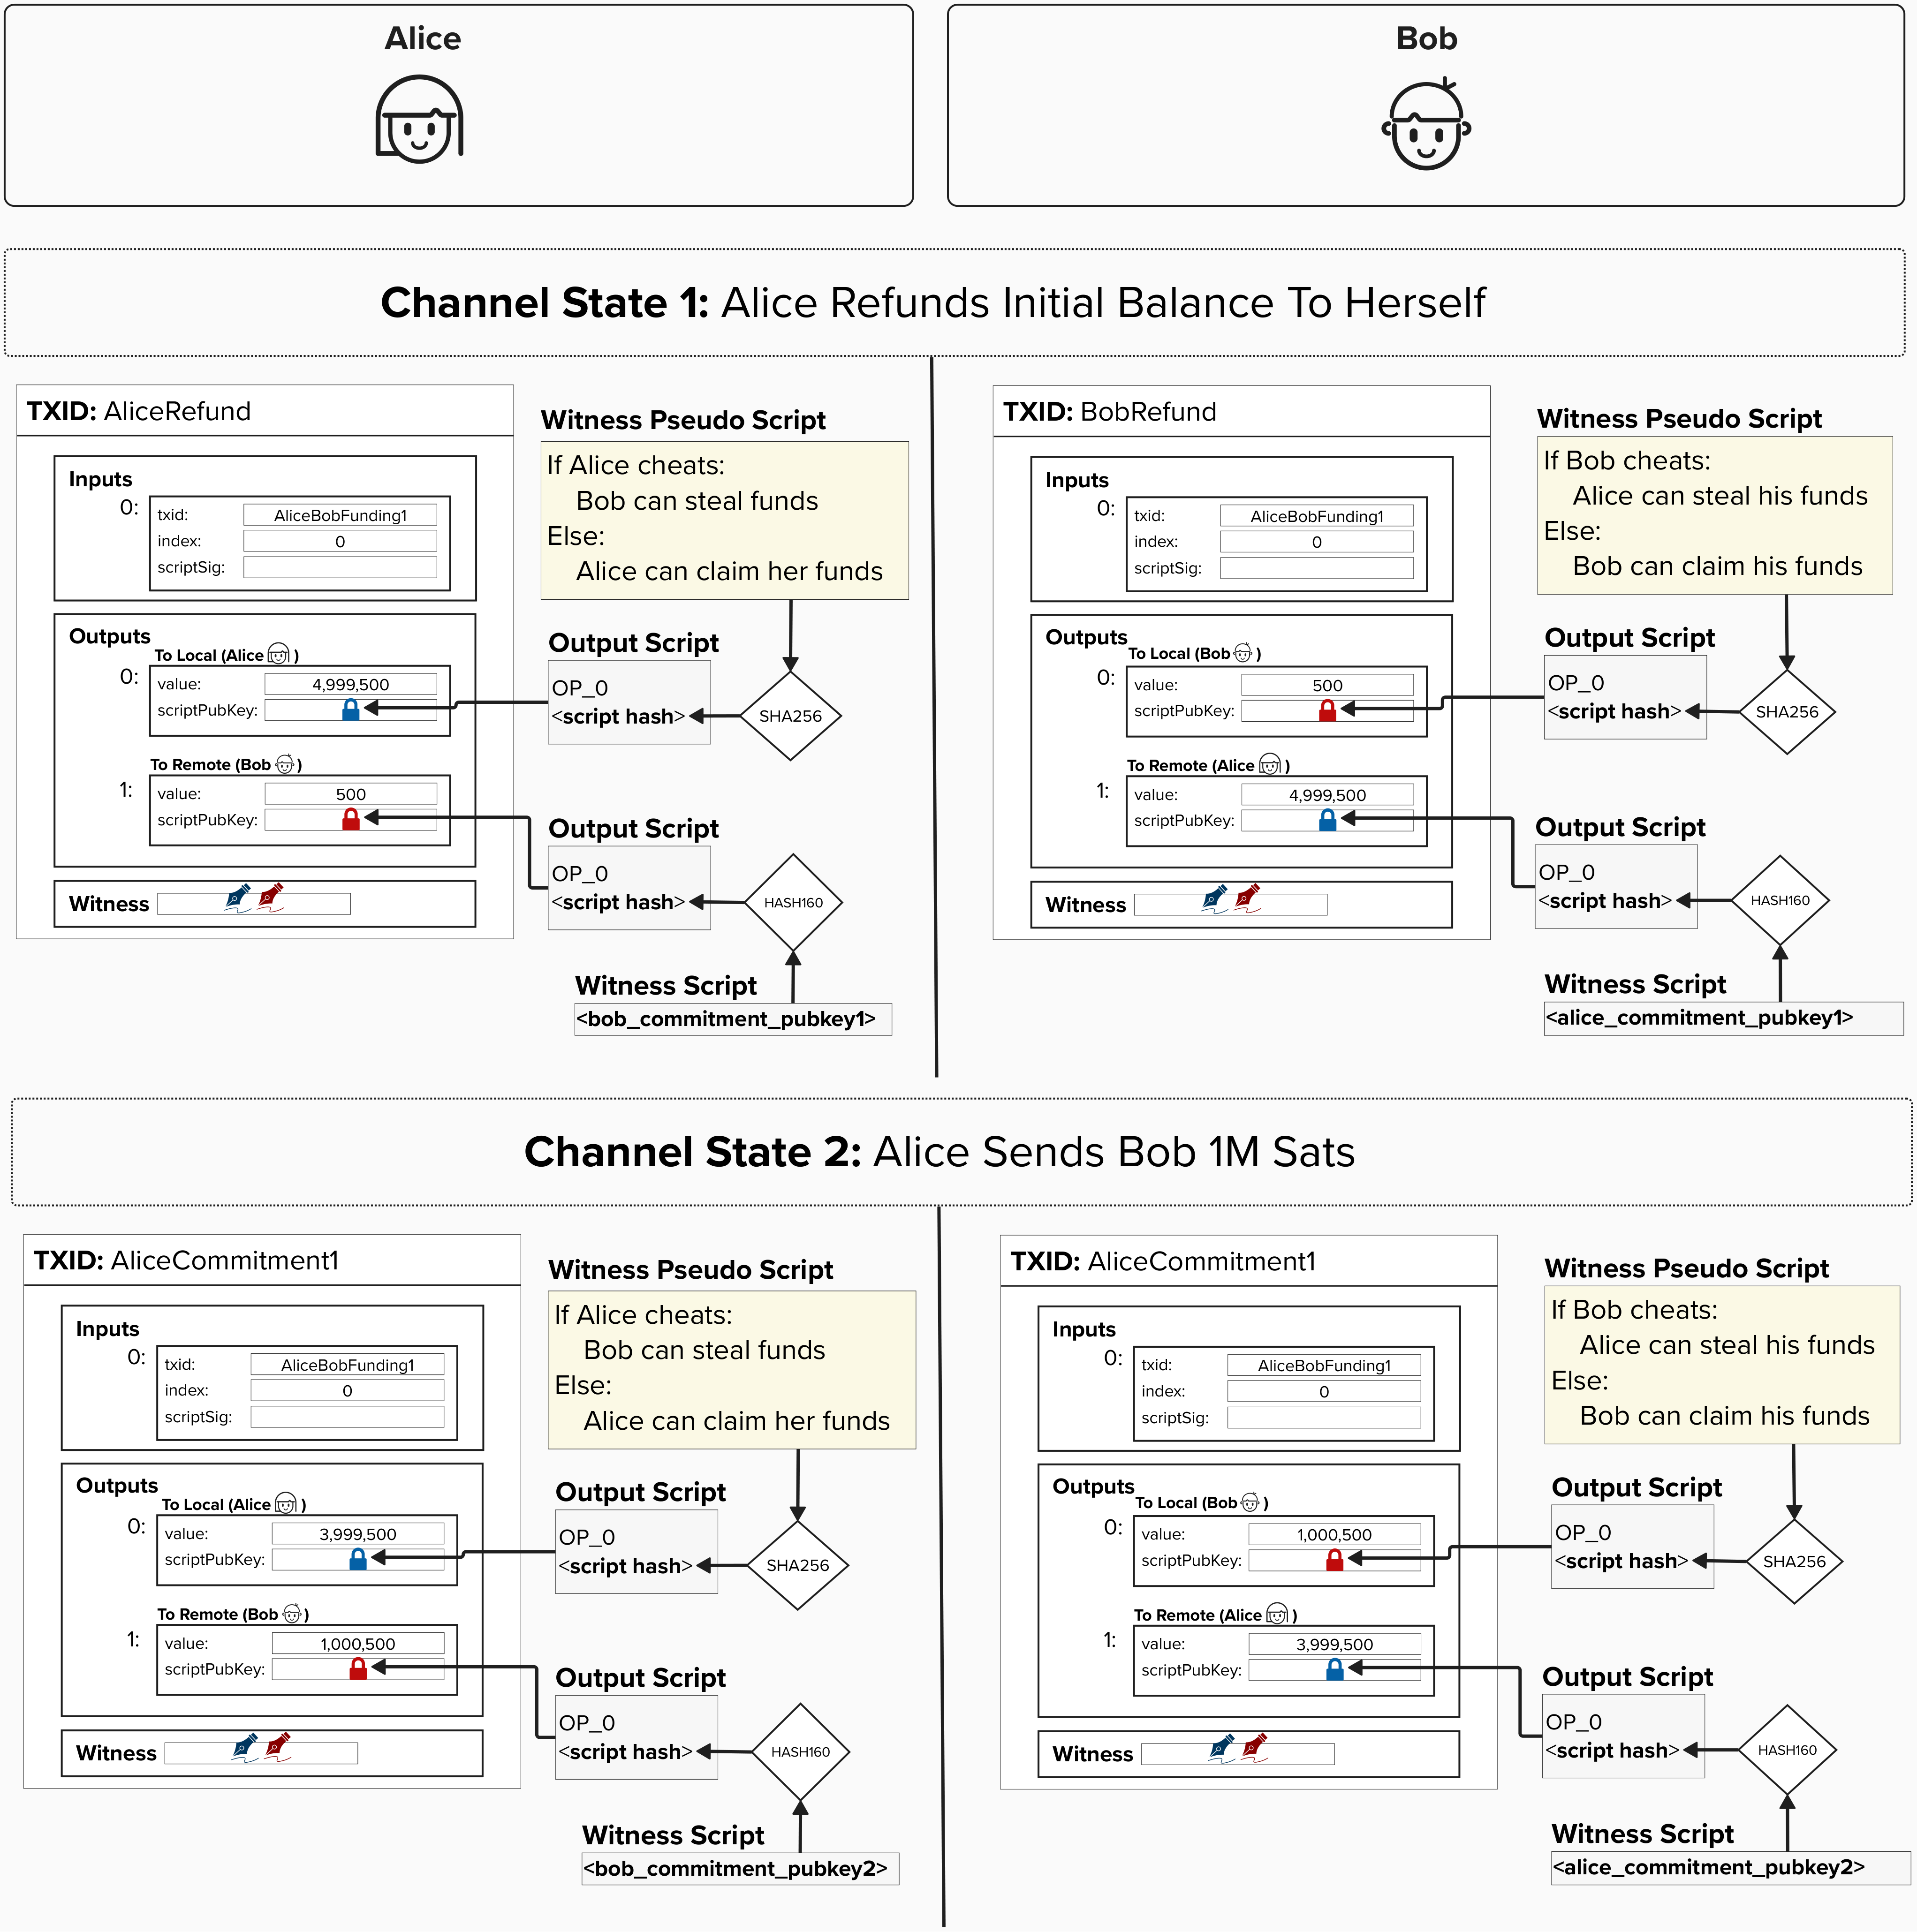 Alice
Bob
Channel State 1: Alice Refunds Initial Balance To Herself
TXID: AliceRefund
Inputs
0:
txid:
AliceBobFunding1
index:
0
scriptSig:
Outputs
To Local (Alice )
0:
value:
4,999,500
scriptPubKey:
To Remote (Bob )
1:
value:
500
scriptPubKey:
Witness
Witness Pseudo Script
If Alice cheats:
Bob can steal funds
Else:
Alice can claim her funds
Output Script
OP_0
<script hash>
SHA256
Output Script
OP_0
<script hash>
HASH160
Witness Script
<bob_commitment_pubkey1>
TXID: BobRefund
Inputs
0:
txid:
AliceBobFunding1
index:
0
scriptSig:
Outputs
To Local (Bob )
0:
value:
500
scriptPubKey:
To Remote (Alice )
1:
value:
4,999,500
scriptPubKey:
Witness
Witness Pseudo Script
If Bob cheats:
Alice can steal his funds
Else:
Bob can claim his funds
Output Script
OP_0
<script hash>
SHA256
Output Script
OP_0
<script hash>
HASH160
Witness Script
<alice_commitment_pubkey1>
Channel State 2: Alice Sends Bob 1M Sats
TXID: AliceCommitment1
Inputs
0:
txid:
AliceBobFunding1
index:
0
scriptSig:
Outputs
To Local (Alice )
0:
value:
3,999,500
scriptPubKey:
To Remote (Bob )
1:
value:
1,000,500
scriptPubKey:
Witness
Witness Pseudo Script
If Alice cheats:
Bob can steal funds
Else:
Alice can claim her funds
Output Script
OP_0
<script hash>
SHA256
Output Script
OP_0
<script hash>
HASH160
Witness Script
<bob_commitment_pubkey2>
TXID: AliceCommitment1
Inputs
0:
txid:
AliceBobFunding1
index:
0
scriptSig:
Outputs
To Local (Bob )
0:
value:
1,000,500
scriptPubKey:
To Remote (Alice )
1:
value:
3,999,500
scriptPubKey:
Witness
Witness Pseudo Script
If Bob cheats:
Alice can steal his funds
Else:
Bob can claim his funds
Output Script
OP_0
<script hash>
SHA256
Output Script
OP_0
<script hash>
HASH160
Witness Script
<alice_commitment_pubkey2>